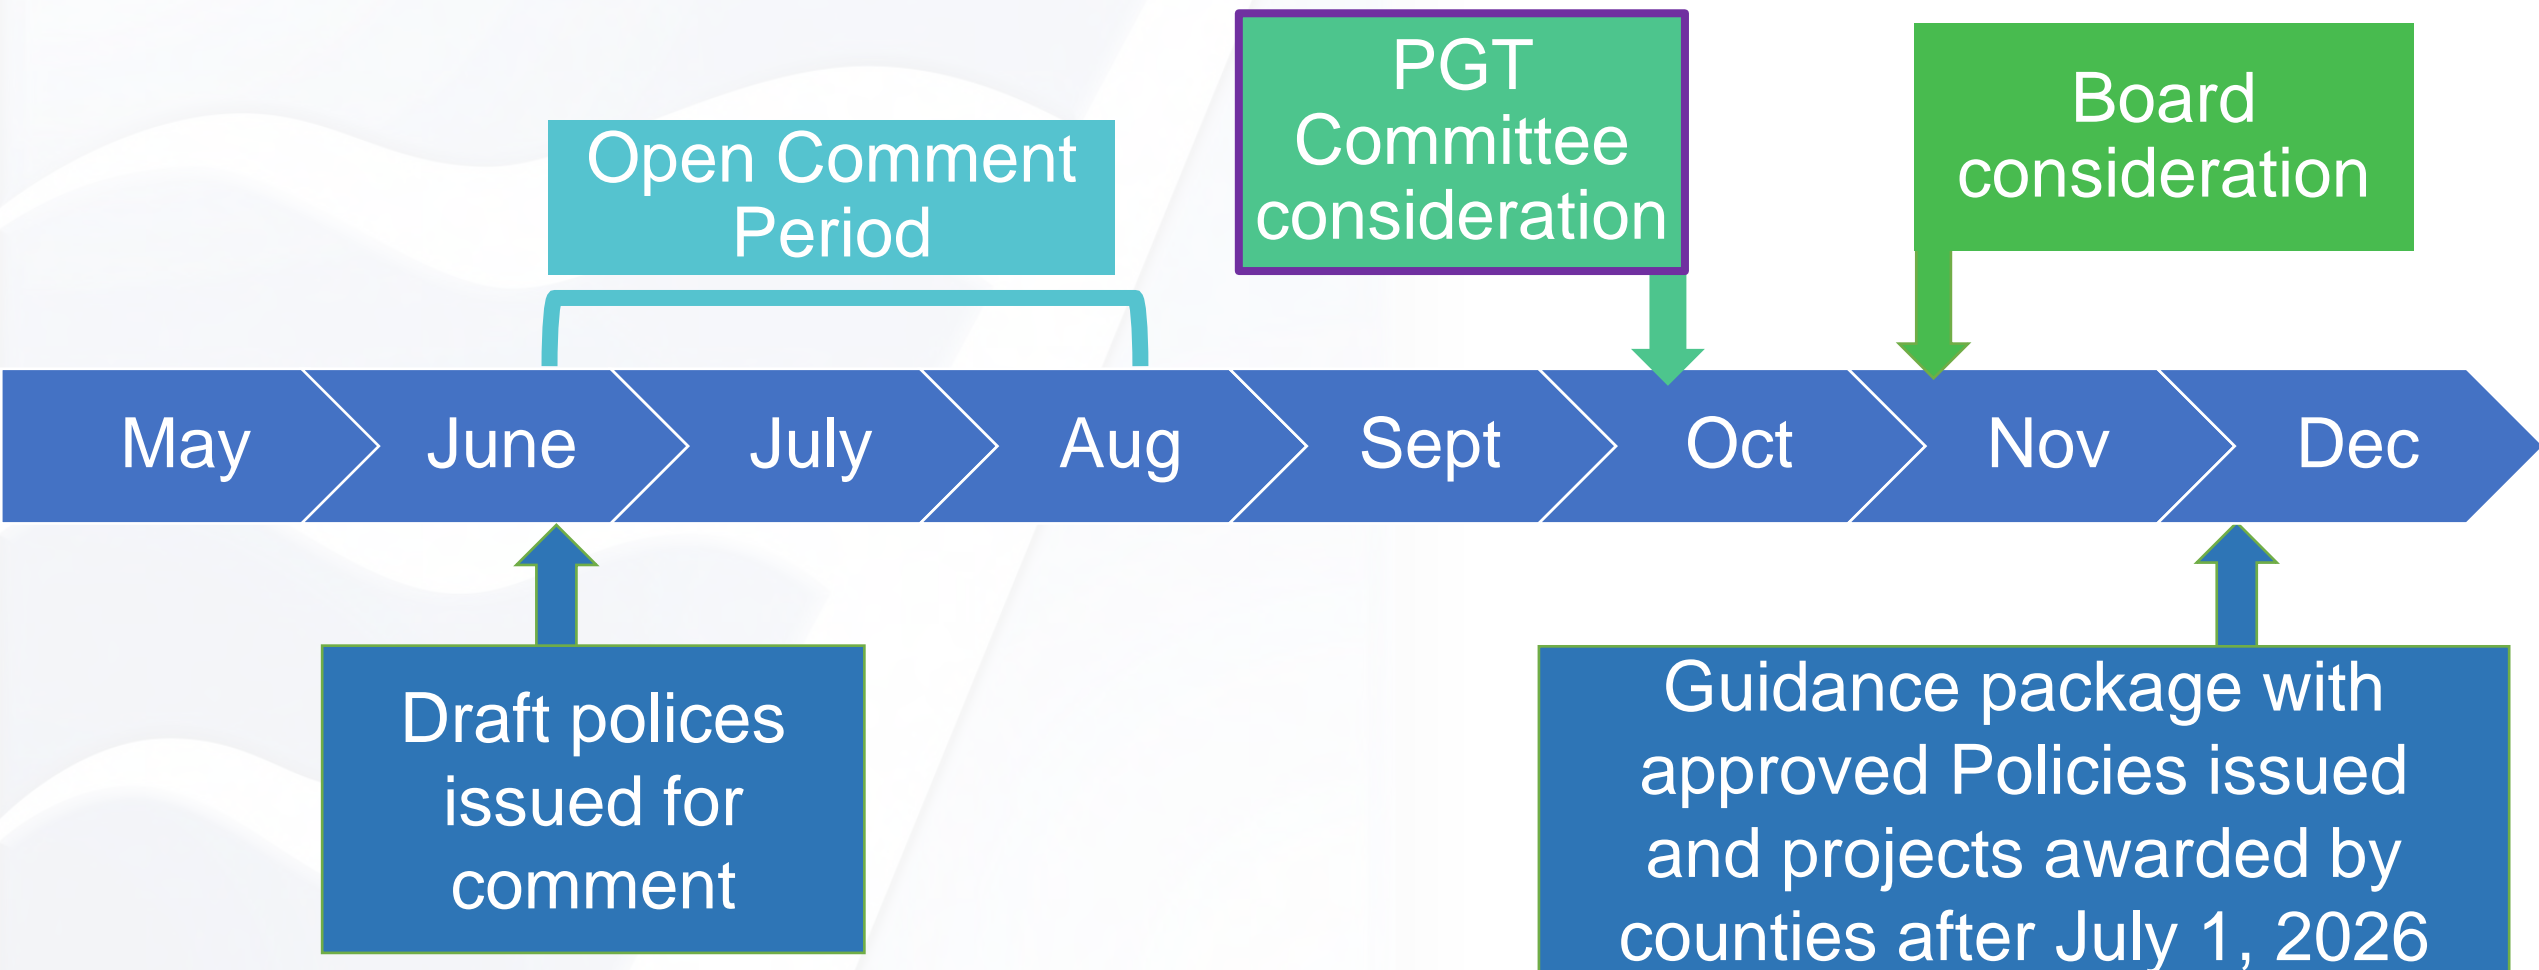 Open Comment
Period
PGT
Committee
consideration
Board
consideration
May
June
July
Aug
Sept
Oct
Nov
Dec
Draft polices
issued for
comment
Guidance package with
approved Policies issued
and projects awarded by
counties after July 1, 2026